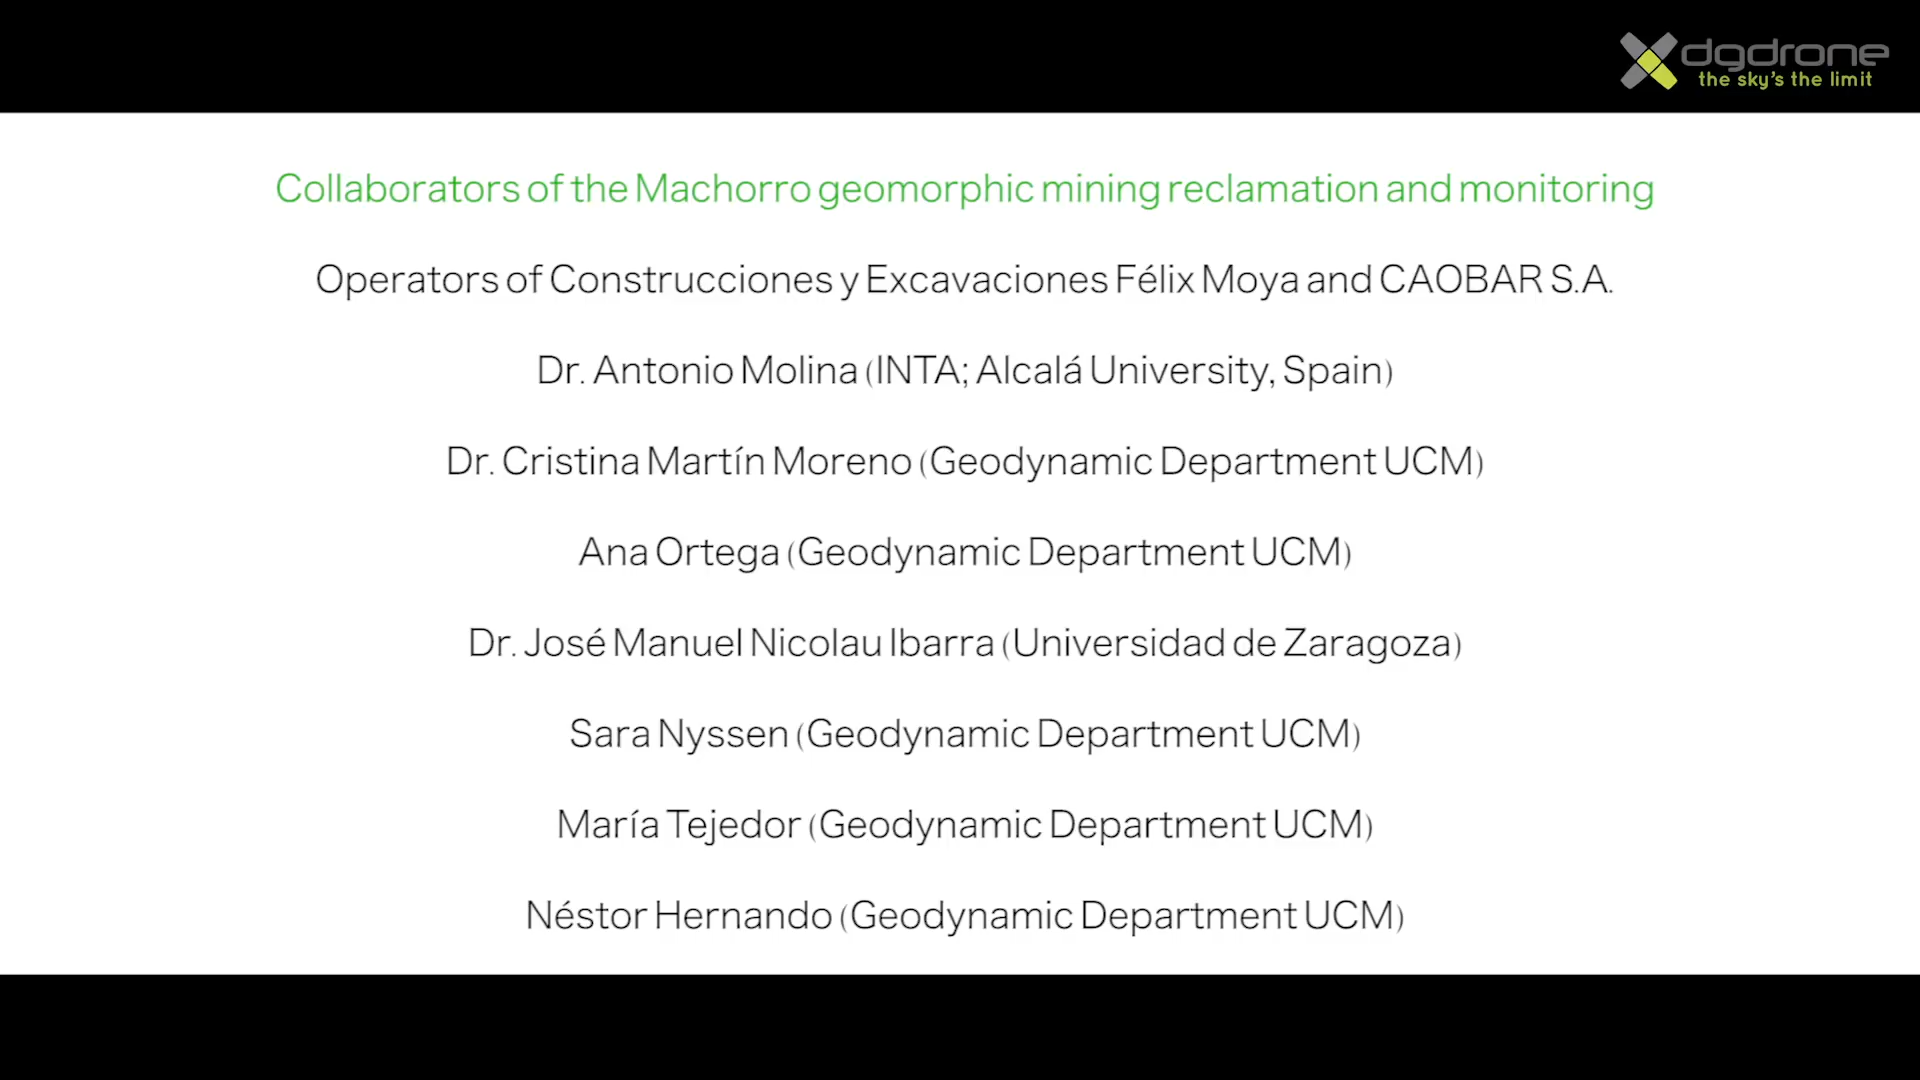 dgdrone
the sky's the limit
Collaborators of the Machorro geomorphic mining reclamation and monitoring
Operators of Construcciones y Excavaciones Félix Moya and CAOBAR S.A.
Dr. Antonio Molina (INTA; Alcalá University, Spain)
Dr. Cristina Martín Moreno (Geodynamic Department UCM)
Ana Ortega (Geodynamic Department UCM)
Dr. José Manuel Nicolau Ibarra (Universidad de Zaragoza)
Sara Nyssen (Geodynamic Department UCM)
María Tejedor (Geodynamic Department UCM)
Néstor Hernando (Geodynamic Department UCM)